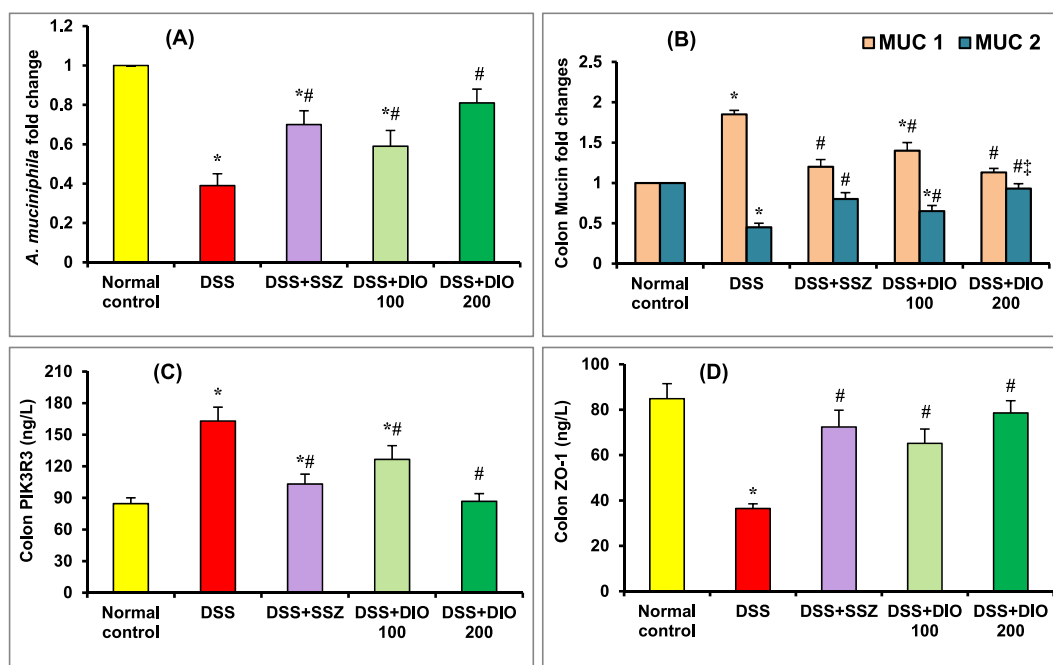 (A)
A. muciniphila fold change
1.2
1
0.8
0.6
0.4
0.2
0
*
*#
*#
#
Normal control
DSS
DSS+SSZ
DSS+DIO 100
DSS+DIO 200
(B)
MUC 1
MUC 2
Colon Mucin fold changes
2.5
2
1.5
1
0.5
0
*
*
#
#
*#
*#
#
#‡
Normal control
DSS
DSS+SSZ
DSS+DIO 100
DSS+DIO 200
(C)
Colon PIK3R3 (ng/L)
210
180
150
120
90
60
30
0
*
*#
*#
#
Normal control
DSS
DSS+SSZ
DSS+DIO 100
DSS+DIO 200
(D)
Colon ZO-1 (ng/L)
100
80
60
40
20
0
*
#
#
#
Normal control
DSS
DSS+SSZ
DSS+DIO 100
DSS+DIO 200